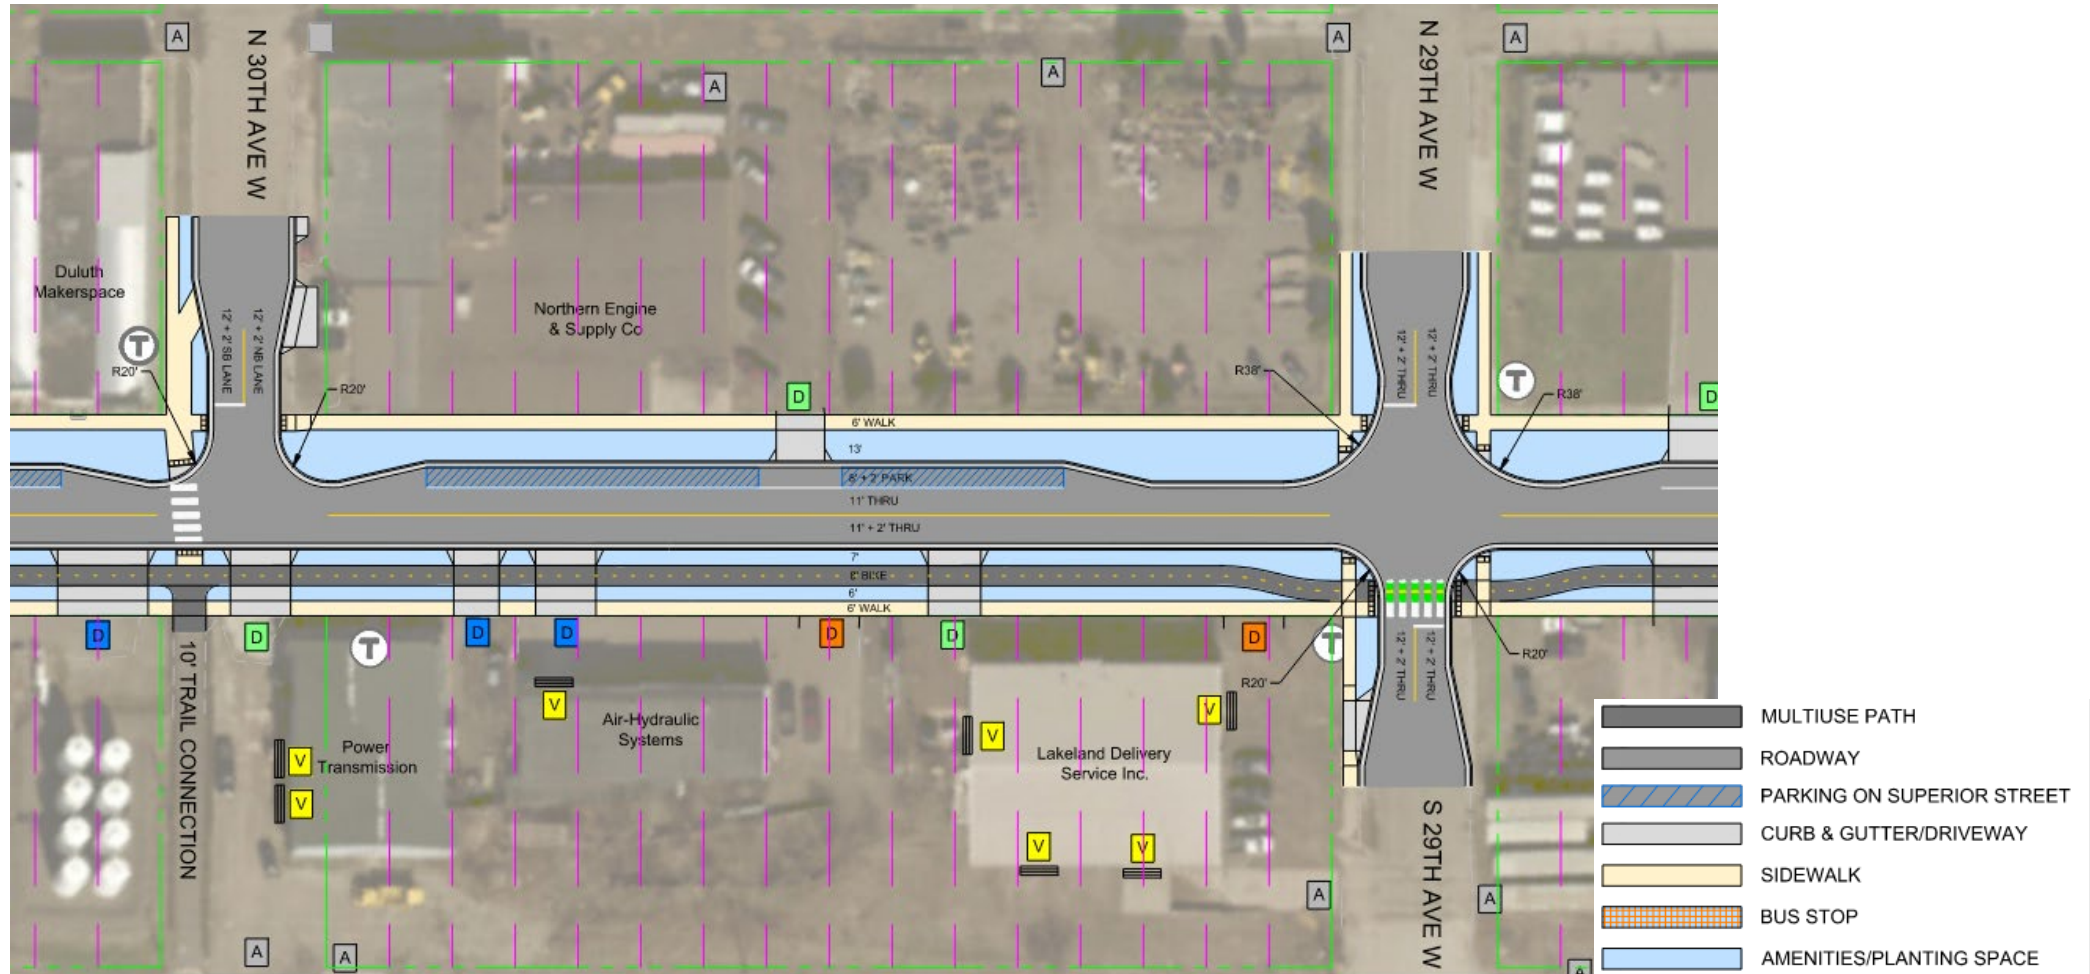 A
N 30TH AVE W
A
A
A
N 29TH AVE W
A
Duluth
Makerspace
T
R20'
12' + 2' SB LANE
12' + 2' NB LANE
R20'
Northern Engine
& Supply Co
D
R38'
12' + 2' THRU
12' + 2' THRU
T
R38'
D
6' WALK
13'
8' + 2' PARK
11' THRU
11' + 2' THRU
7'
8' BIKE
6'
6' WALK
D
10' TRAIL CONNECTION
D
T
D
D
D
D
D
T
R20'
12' + 2' THRU
12' + 2' THRU
R20'
V
V
Power
Transmission
V
Air-Hydraulic
Systems
V
V
Lakeland Delivery
Service Inc.
V
V
S 29TH AVE W
A
A
A
A
A
MULTIUSE PATH
ROADWAY
PARKING ON SUPERIOR STREET
CURB & GUTTER/DRIVEWAY
SIDEWALK
BUS STOP
AMENITIES/PLANTING SPACE